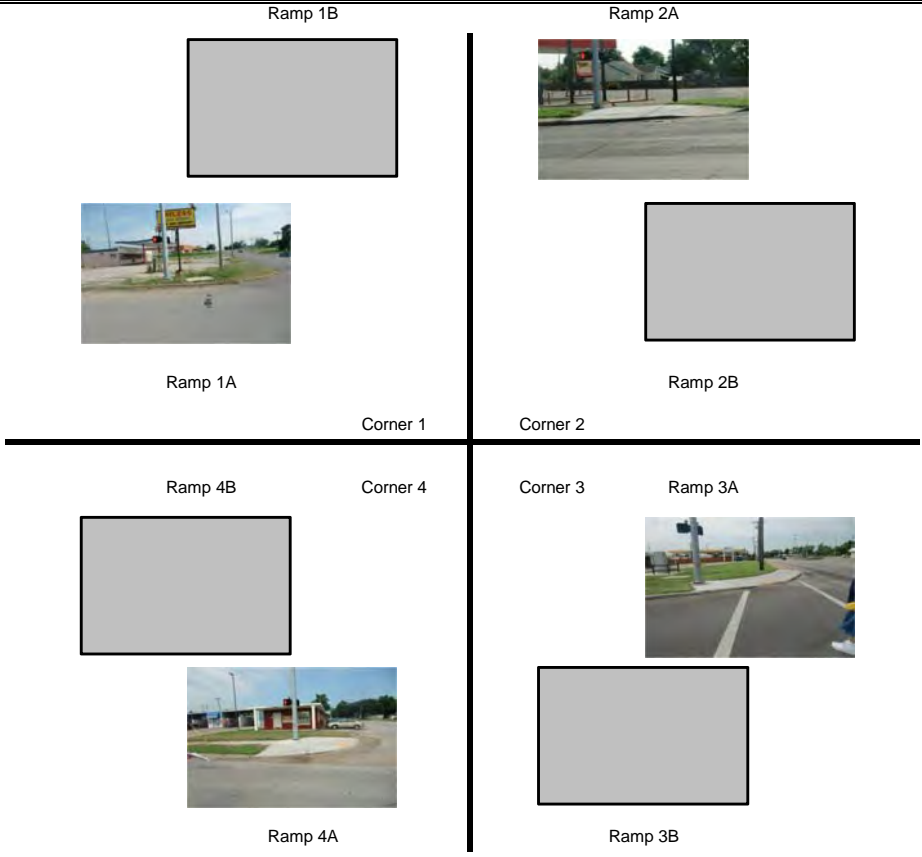 Ramp 1B
Ramp 2A
Ramp 1A
Ramp 2B
Corner 1
Corner 2
Ramp 4B
Corner 4
Corner 3
Ramp 3A
Ramp 4A
Ramp 3B